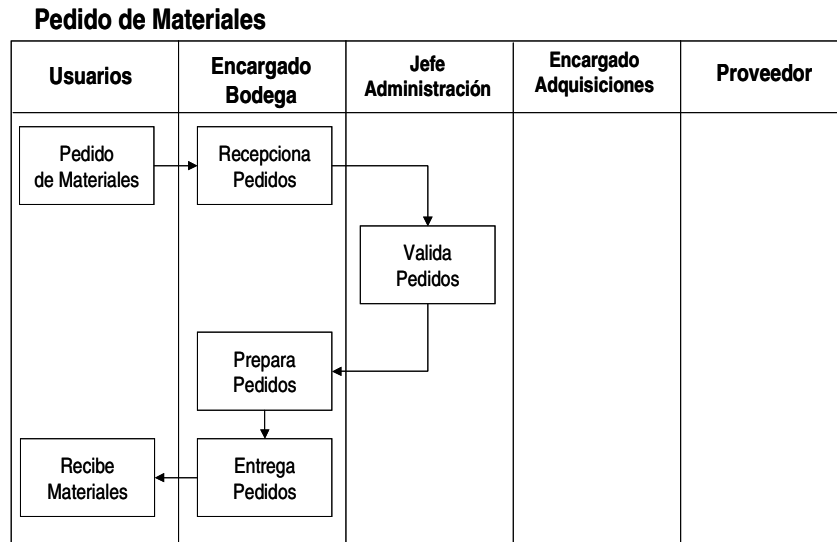 Pedido de Materiales
Usuarios
Encargado
Bodega
Jefe
Administración
Encargado
Adquisiciones
Proveedor
Pedido
de Materiales
Recepciona
Pedidos
Valida
Pedidos
Prepara
Pedidos
Entrega
Pedidos
Recibe
Materiales